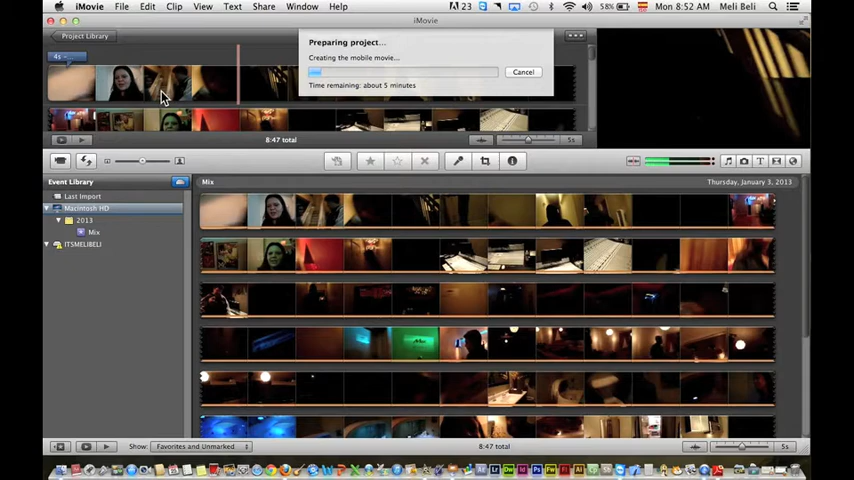 iMovie File Edit Clip View Text Share Window Help 23 58% Mon 8:52 AM Meli Beli
iMovie
Project Library
Preparing project...
Creating the mobile movie...
Cancel
Time remaining: about 5 minutes
4s
8:47 total
5s
Event Library
Mix
Thursday, January 3, 2013
Last Import
Macintosh HD
2013
Mix
ITSMELIBELI
Show: Favorites and Unmarked
8:47 total
5s